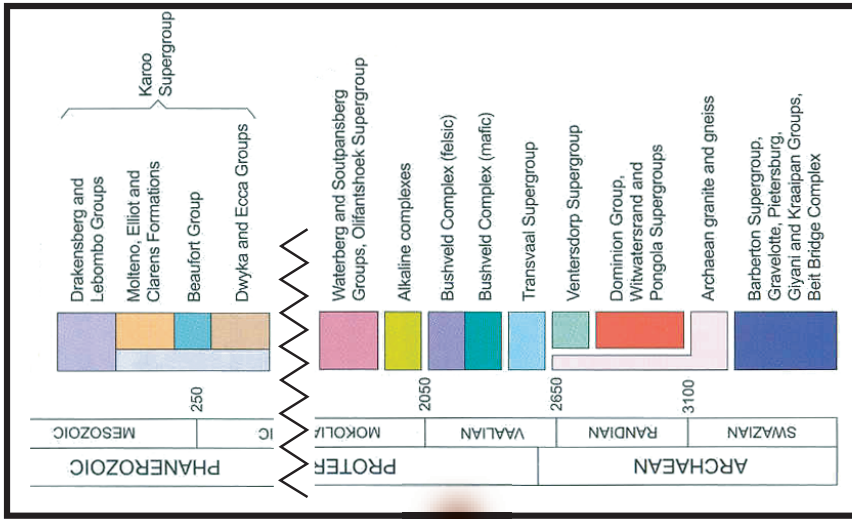 Karoo
Supergroup
Drakensberg and
Lebombo Groups
Molteno, Elliot and
Clarens Formations
Beaufort Group
Dwyka and Ecca Groups
Waterberg and Soutpansberg
Groups, Olifantshoek Supergroup
Alkaline complexes
Bushveld Complex (felsic)
Bushveld Complex (mafic)
Transvaal Supergroup
Ventersdorp Supergroup
Dominion Group,
Witwatersrand and
Pongola Supergroups
Archaean granite and gneiss
Barberton Supergroup,
Gravelotte, Pietersburg,
Giyani and Kraaipan Groups,
Beit Bridge Complex
250
2050
2650
3100
MESOZOIC
IC
MOKOLIA
VAALIAN
RANDIAN
SWAZIAN
PHANEROZOIC
PROTER
ARCHAEAN